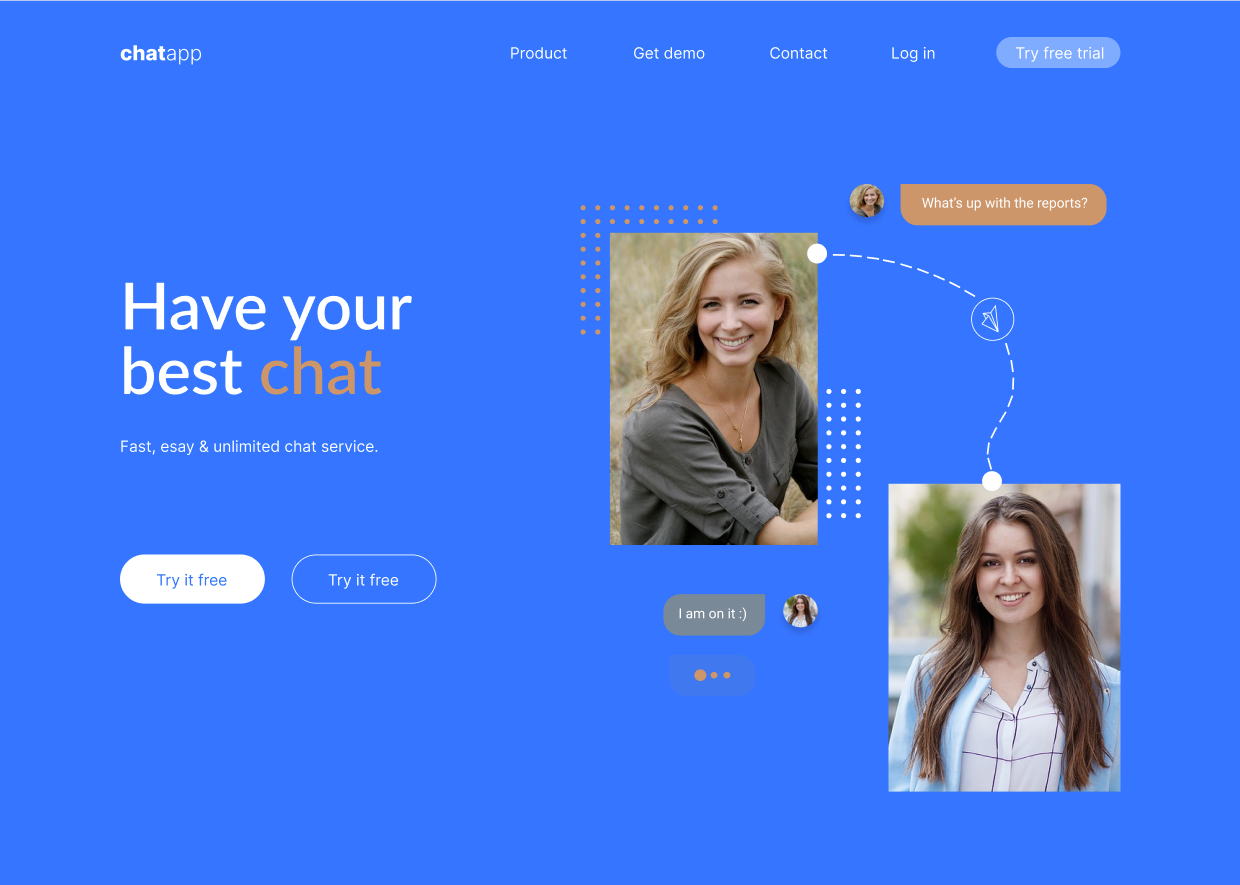 chatapp
Product
Get demo
Contact
Log in
Try free trial
What's up with the reports?
Have your
best chat
Fast, esay & unlimited chat service.
Try it free
Try it free
I am on it :)